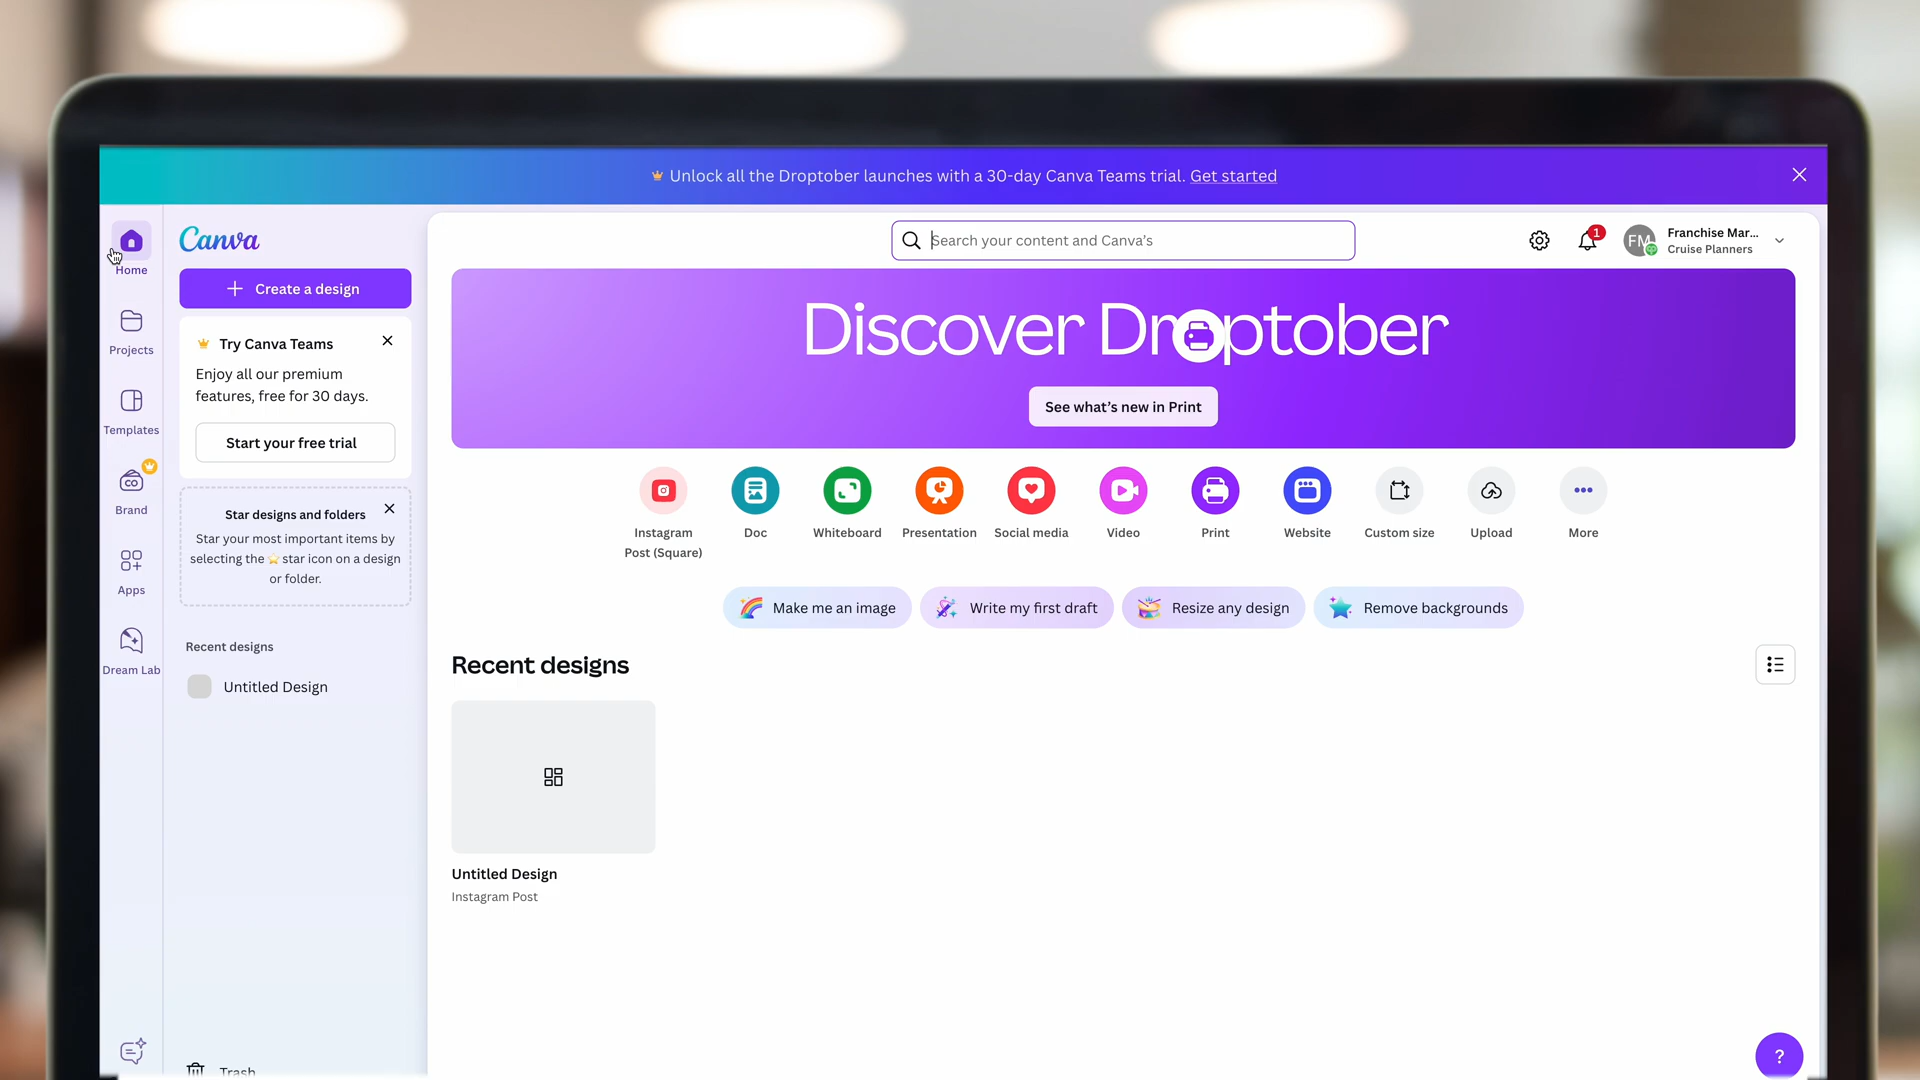 Unlock all the Droptober launches with a 30-day Canva Teams trial. Get started
Home
Projects
Templates
Brand
CO
Apps
Dream Lab
Canva
+ Create a design
Try Canva Teams
Enjoy all our premium
features, free for 30 days.
Start your free trial
Star designs and folders
Star your most important items by
selecting the ⭐ star icon on a design
or folder.
Recent designs
Untitled Design
Trash
Search your content and Canva's
1
FM
Franchise Mar...
Cruise Planners
Discover Droptober
See what's new in Print
Instagram
Post (Square)
Doc
Whiteboard
Presentation
Social media
Video
Print
Website
Custom size
Upload
More
Make me an image
Write my first draft
Resize any design
Remove backgrounds
Recent designs
Untitled Design
Instagram Post
?